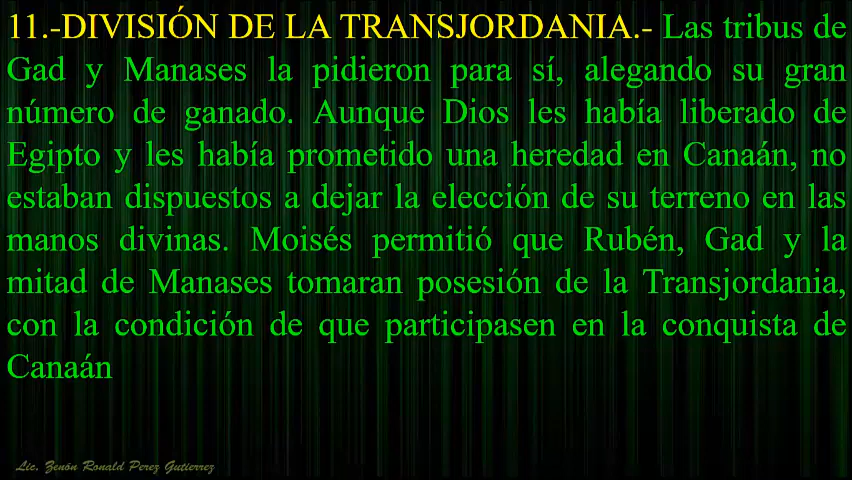 11.-DIVISIÓN DE LA TRANSJORDANIA.- Las tribus de
Gad y Manases la pidieron para sí, alegando su gran
número de ganado. Aunque Dios les había liberado de
Egipto y les había prometido una heredad en Canaán, no
estaban dispuestos a dejar la elección de su terreno en las
manos divinas. Moisés permitió que Rubén, Gad y la
mitad de Manases tomaran posesión de la Transjordania,
con la condición de que participasen en la conquista de
Canaán
Lic. Zenón Ronald Perez Gutierrez